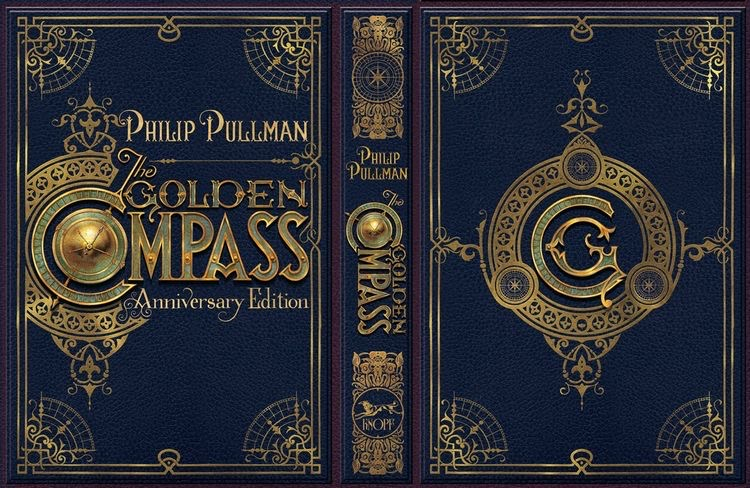 PHILIP PULLMAN
The
GOLDEN
COMPASS
Anniversary Edition
PHILIP
PULLMAN
The
GOLDEN
COMPASS
KNOPF
G